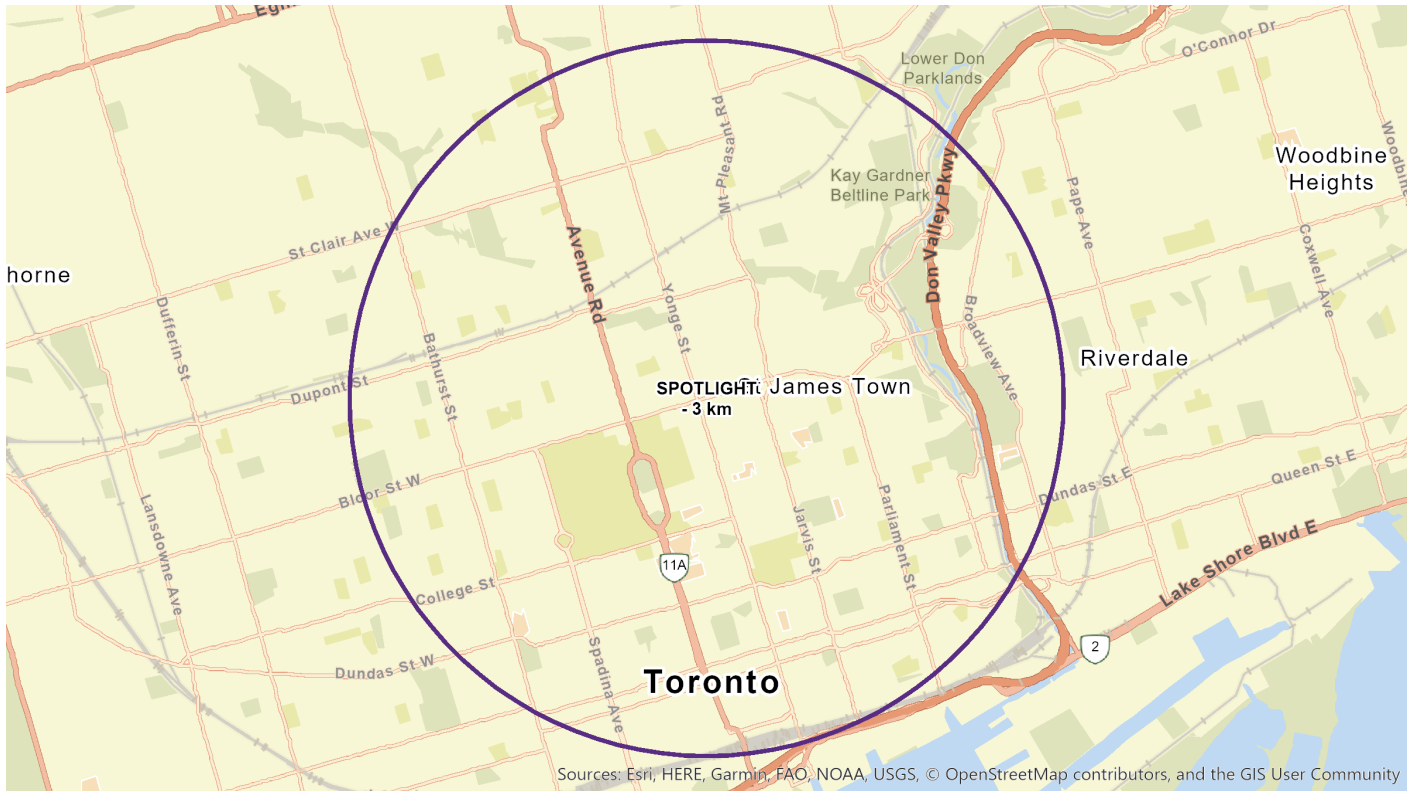 Egli
O'Connor Dr
Lower Don
Parklands
Mt Pleasant Rd
Woodbine
Woodbine
Heights
Kay Gardner
Beltline Park
Don Valley Pkwy
Pape Ave
St Clair Ave W
Avenue Rd
Coxwell Ave
horne
Dufferin St
Yonge St
Broadview Ave
Bathurst St
Riverdale
Dupont St
SPOTLIGHT
- 3 km
St James Town
Bloor St W
Queen St E
Dundas St E
Lansdowne Ave
Jarvis St
Parliament St
Lake Shore Blvd E
11A
College St
Spadina Ave
2
Dundas St W
Toronto
Sources: Esri, HERE, Garmin, FAO, NOAA, USGS, © OpenStreetMap contributors, and the GIS User Community